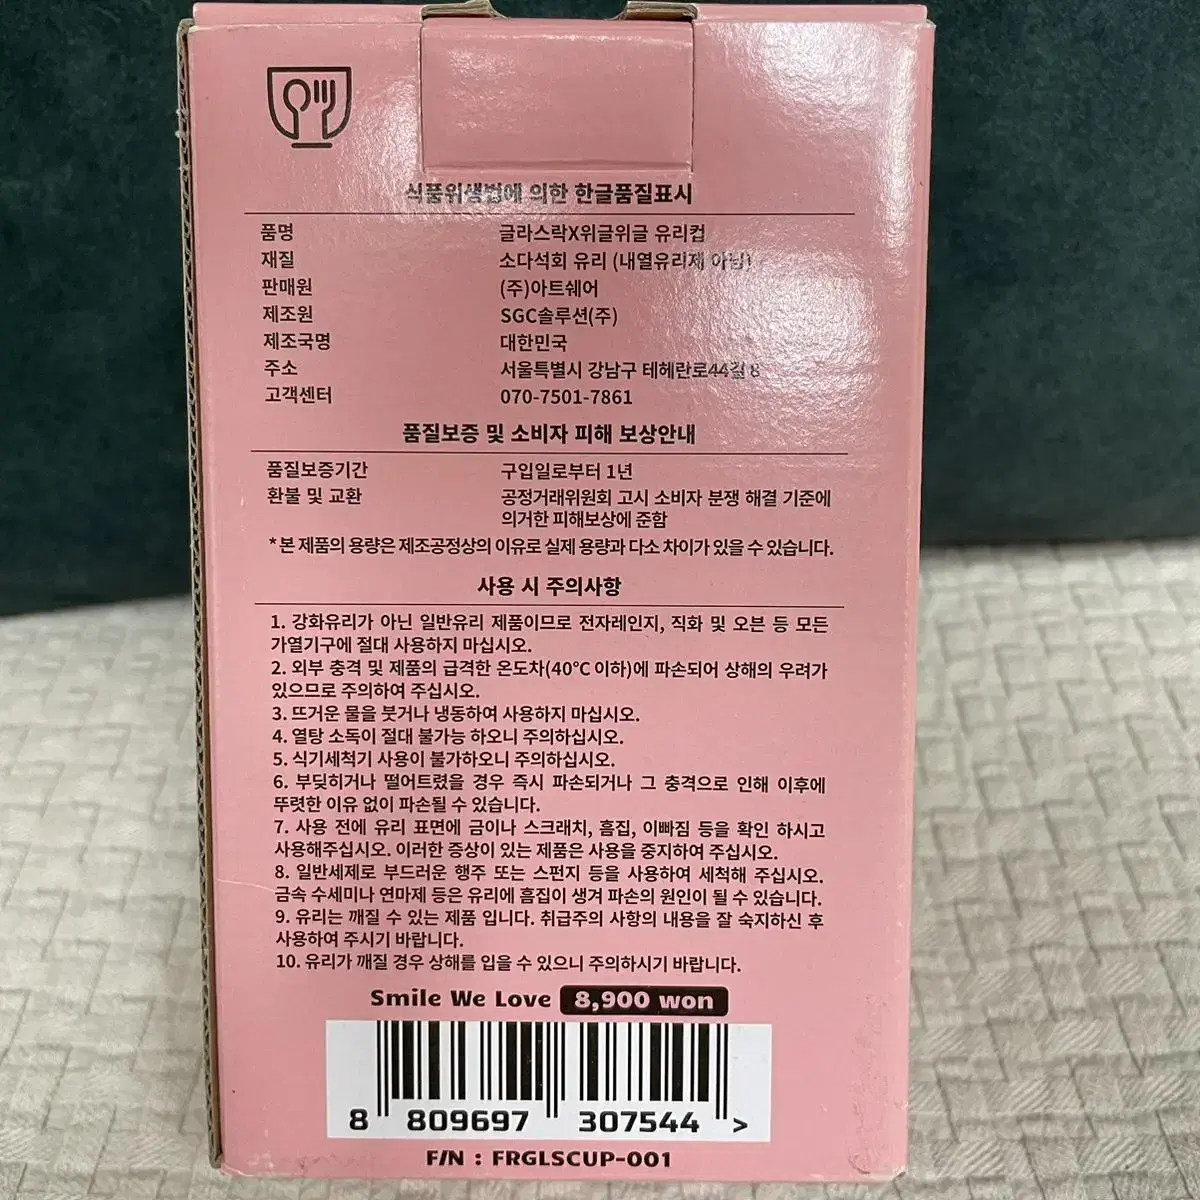 식품위생법에 의한 한글품질표시
품명 글라스락X위글위글 유리컵
재질 소다석회 유리 (내열유리제 아님)
판매원 (주)아트쉐어
제조원 SGC솔루션(주)
제조국명 대한민국
주소 서울특별시 강남구 테헤란로44길 8
고객센터 070-7501-7861
품질보증 및 소비자 피해 보상안내
품질보증기간 구입일로부터 1년
환불 및 교환 공정거래위원회 고시 소비자 분쟁 해결 기준에
의거한 피해보상에 준함
* 본 제품의 용량은 제조공정상의 이유로 실제 용량과 다소 차이가 있을 수 있습니다.
사용 시 주의사항
1. 강화유리가 아닌 일반유리 제품이므로 전자레인지, 직화 및 오븐 등 모든
가열기구에 절대 사용하지 마십시오.
2. 외부 충격 및 제품의 급격한 온도차(40℃ 이하)에 파손되어 상해의 우려가
있으므로 주의하여 주십시오.
3. 뜨거운 물을 붓거나 냉동하여 사용하지 마십시오.
4. 열탕 소독이 절대 불가능 하오니 주의하십시오.
5. 식기세척기 사용이 불가하오니 주의하십시오.
6. 부딪히거나 떨어트렸을 경우 즉시 파손되거나 그 충격으로 인해 이후에
뚜렷한 이유 없이 파손될 수 있습니다.
7. 사용 전에 유리 표면에 금이나 스크래치, 흠집, 이빠짐 등을 확인 하시고
사용해주십시오. 이러한 증상이 있는 제품은 사용을 중지하여 주십시오.
8. 일반세제로 부드러운 행주 또는 스펀지 등을 사용하여 세척해 주십시오.
금속 수세미나 연마제 등은 유리에 흠집이 생겨 파손의 원인이 될 수 있습니다.
9. 유리는 깨질 수 있는 제품 입니다. 취급주의 사항의 내용을 잘 숙지하신 후
사용하여 주시기 바랍니다.
10. 유리가 깨질 경우 상해를 입을 수 있으니 주의하시기 바랍니다.
Smile We Love 8,900 won
8 809697 307544 >
F/N : FRGLSCUP-001